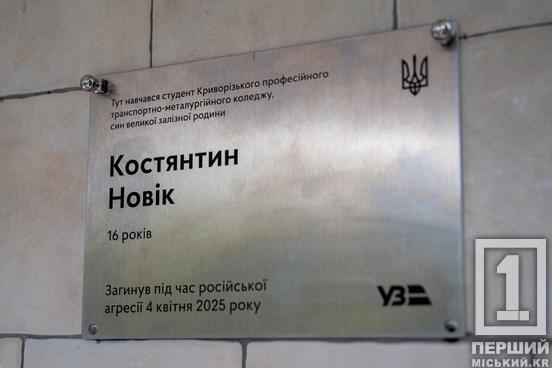 Тут навчався студент Криворізького професійного
транспортно-металургійного коледжу,
син великої залізної родини
Костянтин
Новік
16 років
Загинув під час російської
агресії 4 квітня 2025 року
УЗ
1
ПЕРШИЙ
МІСЬКИЙ.KR